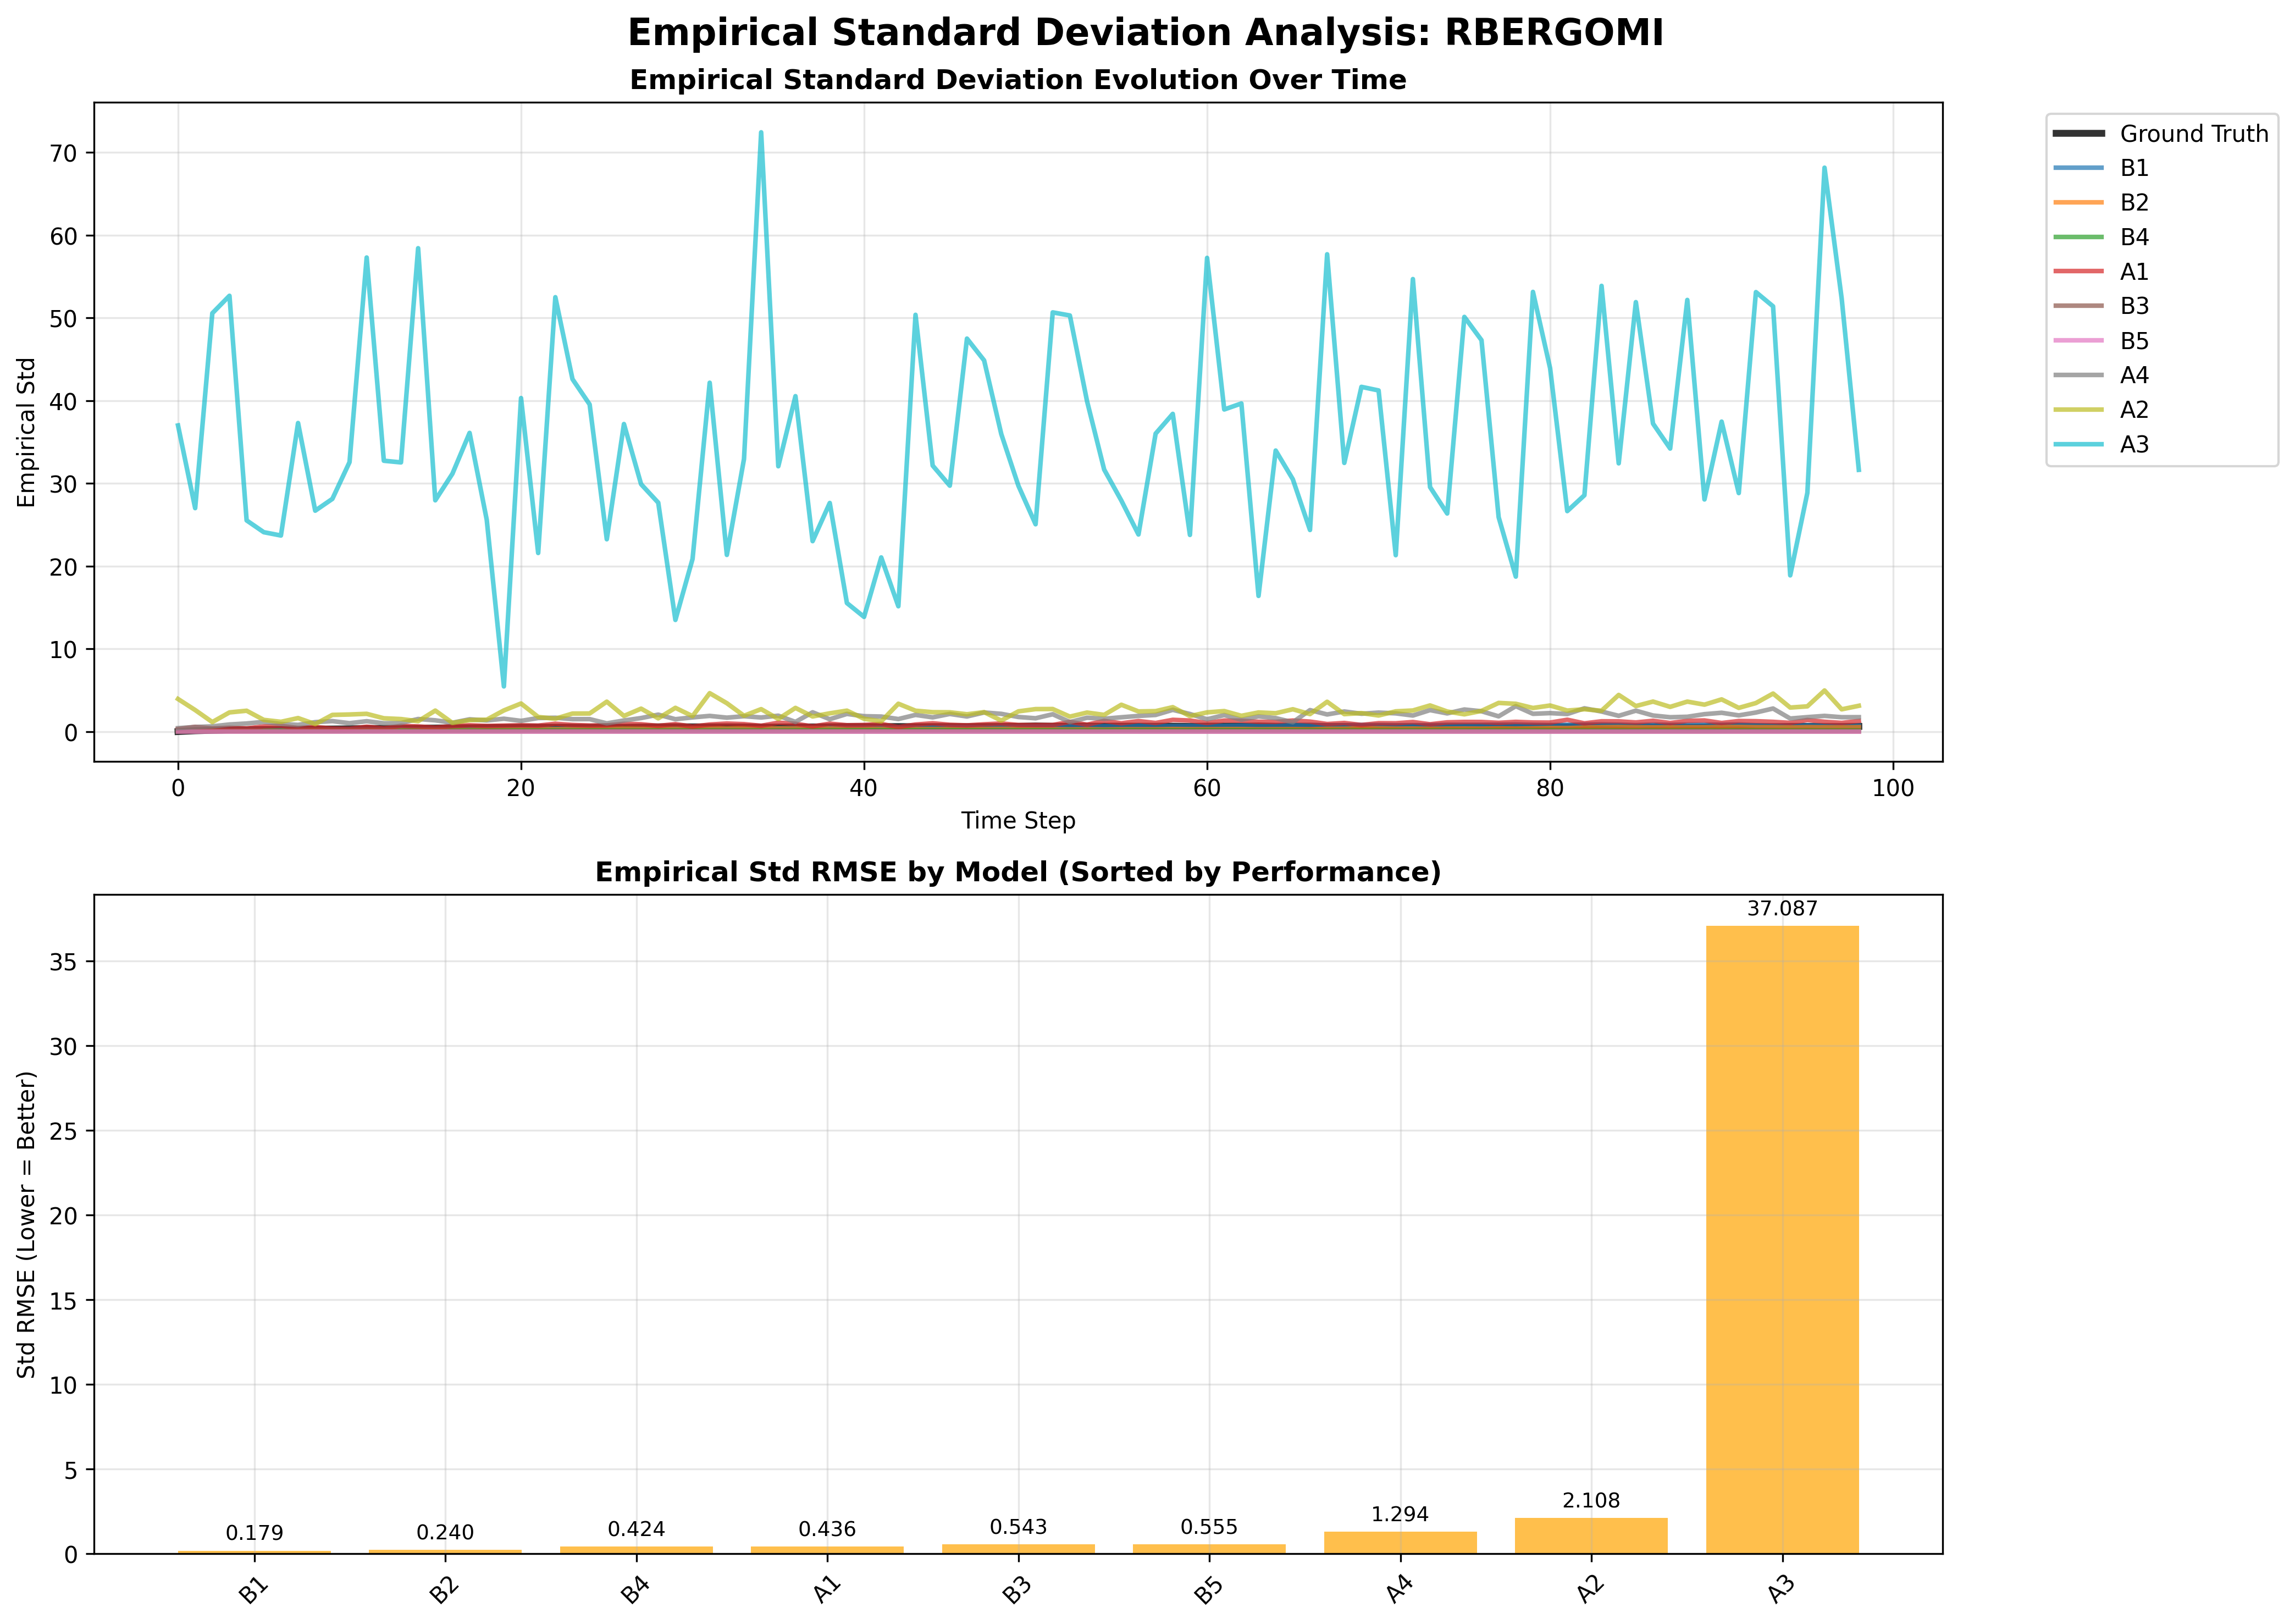 Empirical Standard Deviation Analysis: RBERGOMI
Empirical Standard Deviation Evolution Over Time
Empirical Std
70
60
50
40
30
20
10
0
0
20
40
60
80
100
Time Step
Ground Truth
B1
B2
B4
A1
B3
B5
A4
A2
A3
Empirical Std RMSE by Model (Sorted by Performance)
Std RMSE (Lower = Better)
35
30
25
20
15
10
5
0
0.179
0.240
0.424
0.436
0.543
0.555
1.294
2.108
37.087
B1
B2
B4
A1
B3
B5
A4
A2
A3